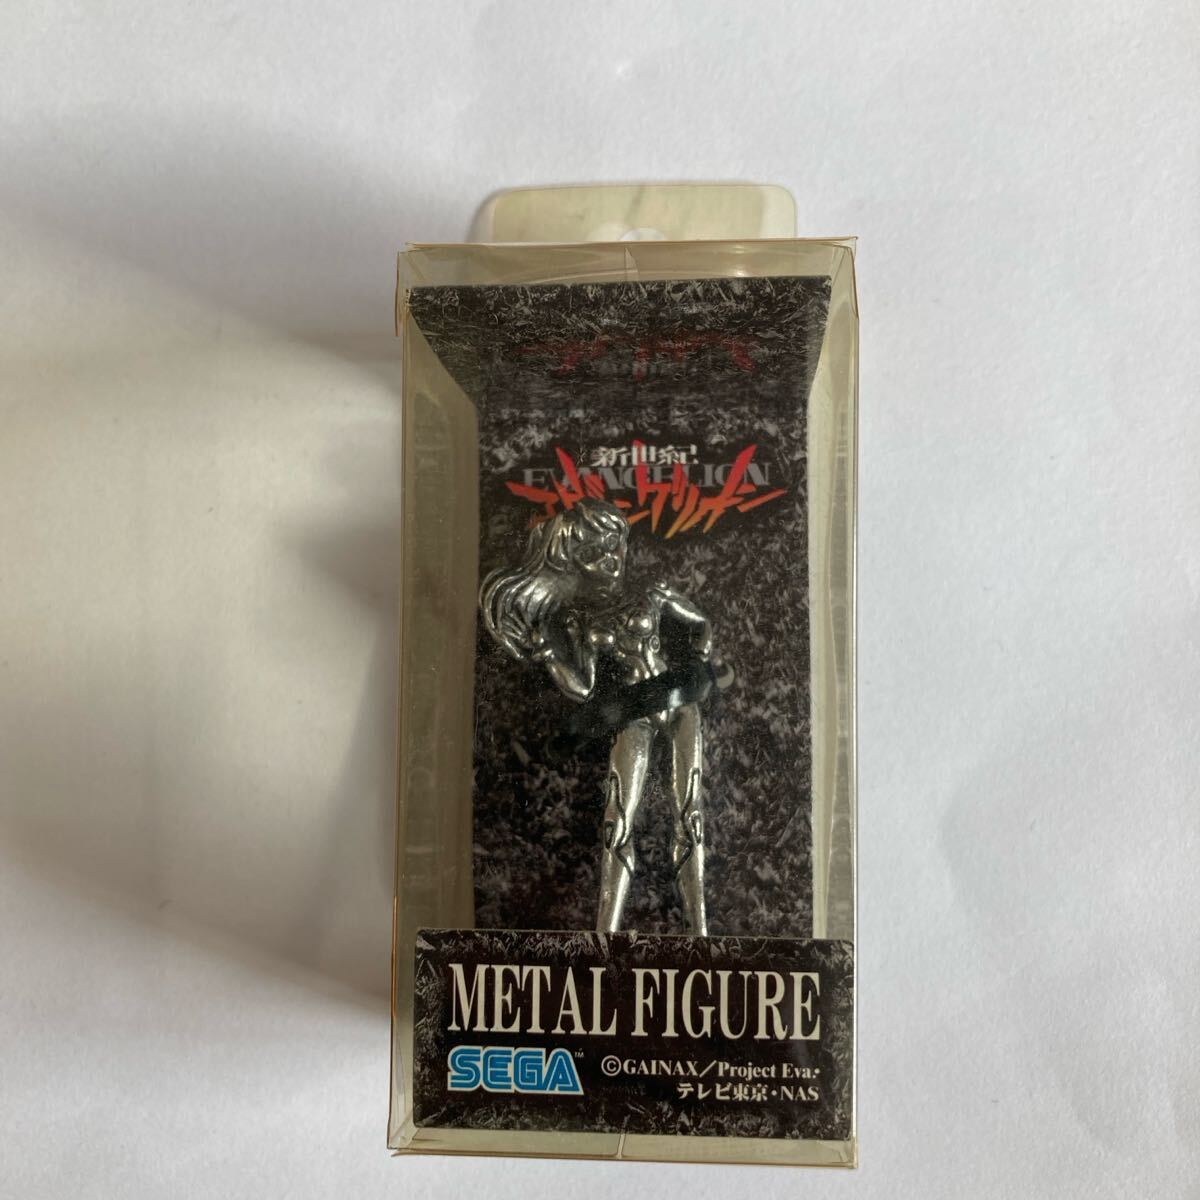 新世紀
EVANGELION
エヴァンゲリオン
METAL FIGURE
SEGA™
©GAINAX／Project Eva.・
テレビ東京・NAS